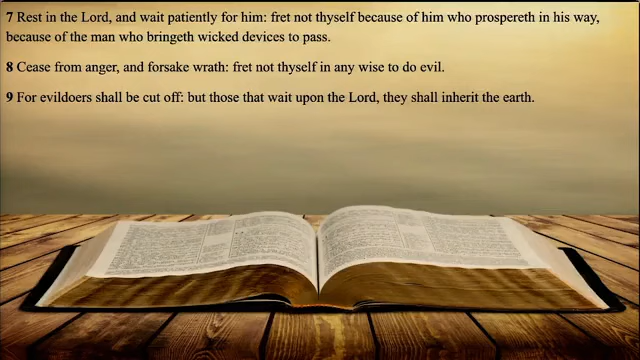 7 Rest in the Lord, and wait patiently for him: fret not thyself because of him who prospereth in his way,
because of the man who bringeth wicked devices to pass.
8 Cease from anger, and forsake wrath: fret not thyself in any wise to do evil.
9 For evildoers shall be cut off: but those that wait upon the Lord, they shall inherit the earth.